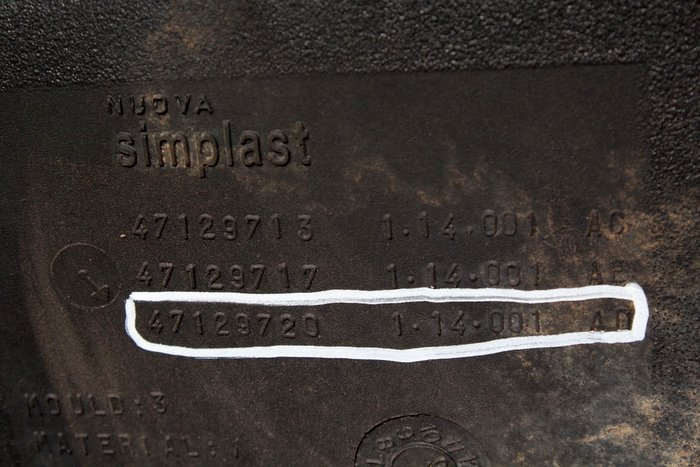 NUOVA
simplast
47129713 1.14.001 AC
47129717 1.14.001 AE
47129720 1.14.001 AD
MOULD:3
MATERIAL: